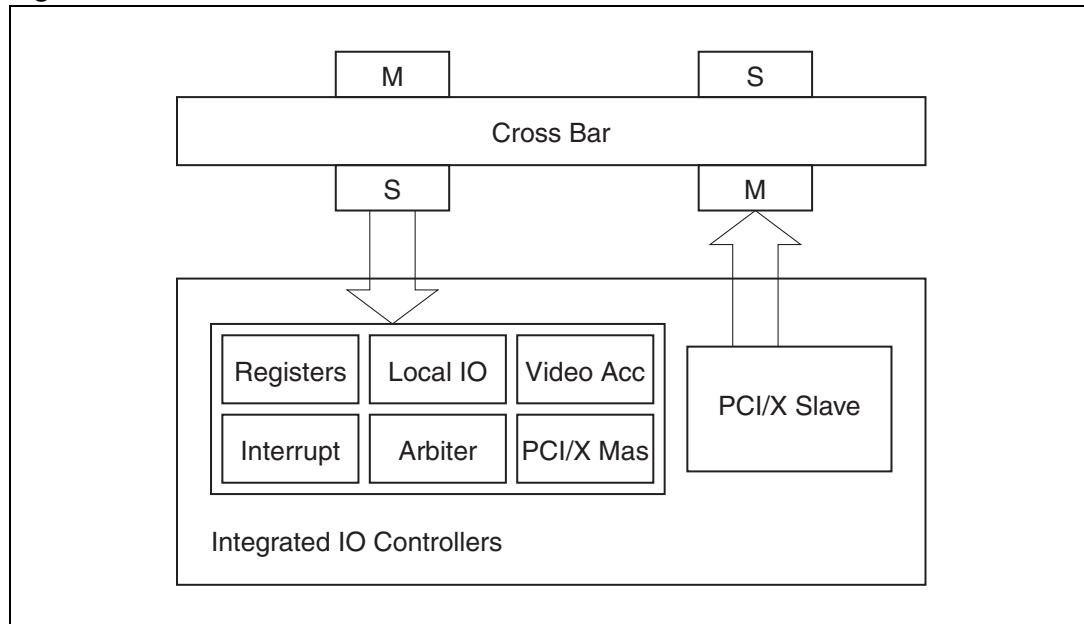 M
S
Cross Bar
S
M
Registers
Local IO
Video Acc
Interrupt
Arbiter
PCI/X Mas
PCI/X Slave
Integrated IO Controllers